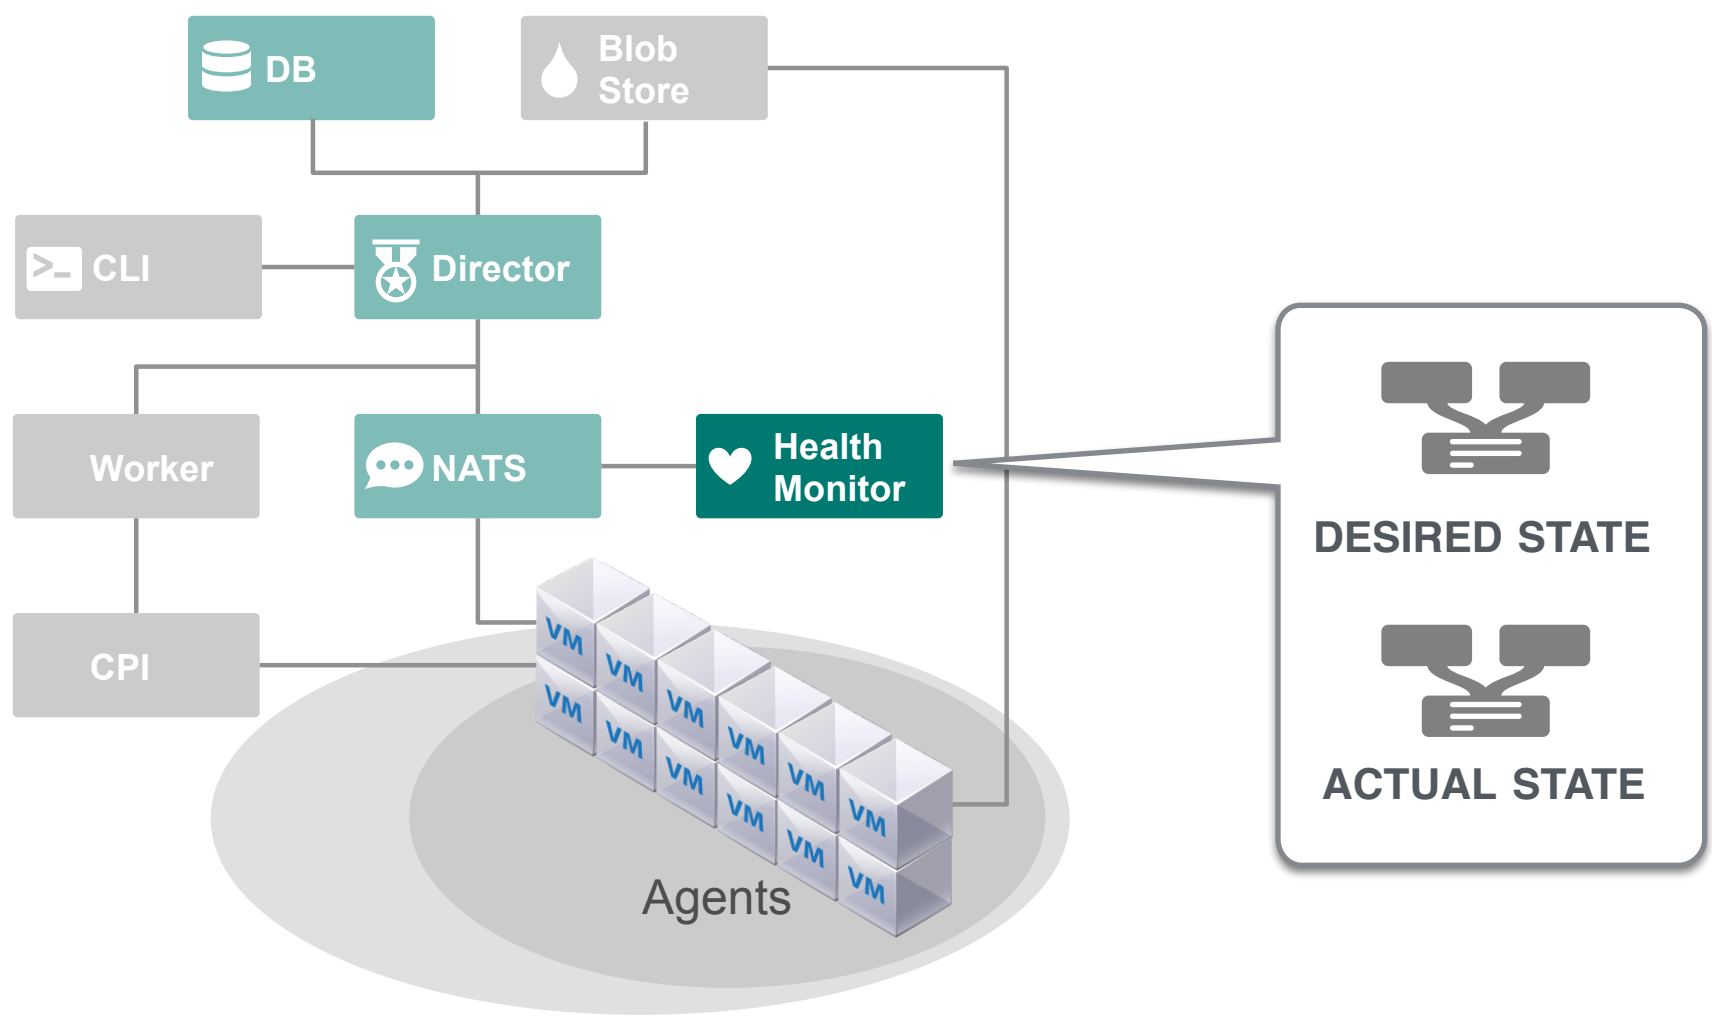 DB
Blob
Store
CLI
Director
Worker
NATS
Health
Monitor
CPI
DESIRED STATE
ACTUAL STATE
VM
VM
VM
VM
VM
VM
VM
VM
VM
VM
VM
VM
Agents